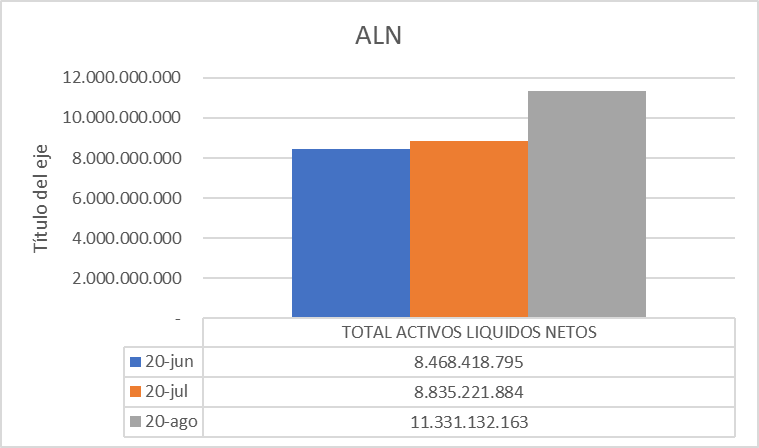 ALN
Título del eje
12.000.000.000
10.000.000.000
8.000.000.000
6.000.000.000
4.000.000.000
2.000.000.000
-
TOTAL ACTIVOS LIQUIDOS NETOS
20-jun 8.468.418.795
20-jul 8.835.221.884
20-ago 11.331.132.163